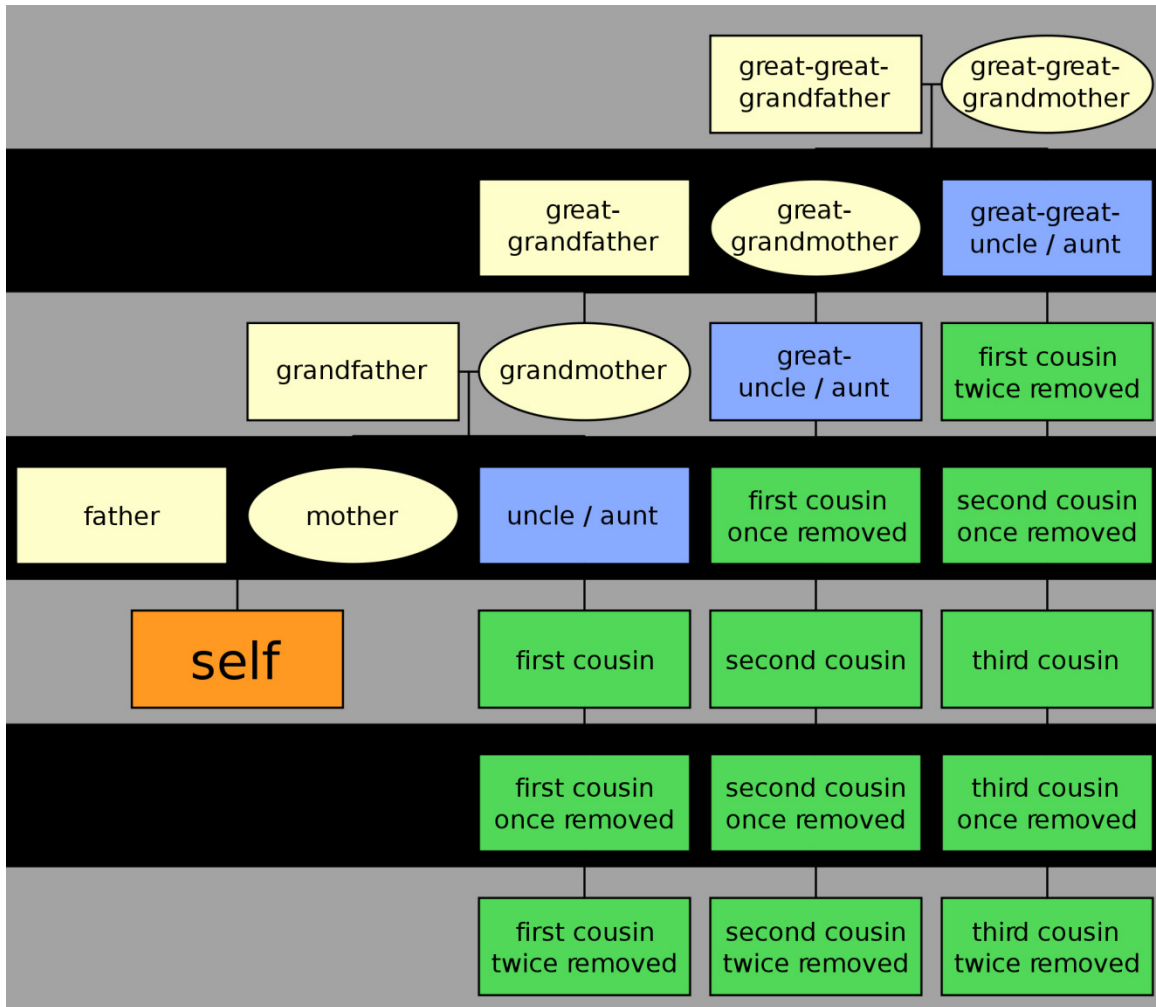 great-great-
grandfather
great-great-
grandmother
great-
grandfather
great-
grandmother
great-great-
uncle / aunt
grandfather
grandmother
great-
uncle / aunt
first cousin
twice removed
father
mother
uncle / aunt
first cousin
once removed
second cousin
once removed
self
first cousin
second cousin
third cousin
first cousin
once removed
second cousin
once removed
third cousin
once removed
first cousin
twice removed
second cousin
twice removed
third cousin
twice removed